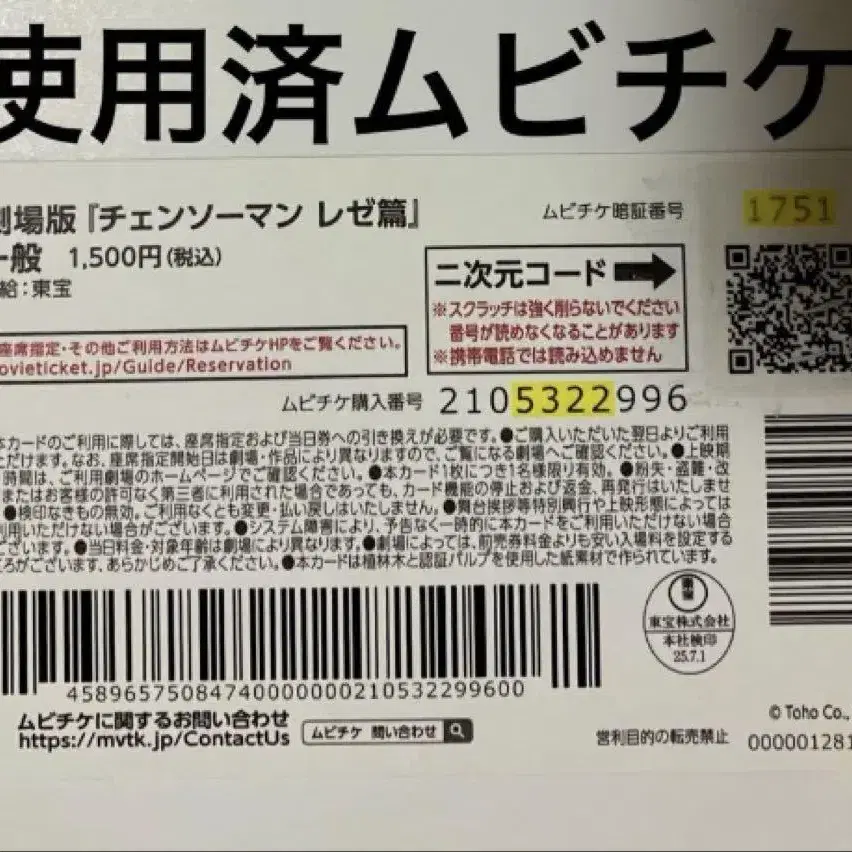 使用済ムビチケ
劇場版『チェンソーマン レゼ篇』
一般 1,500円(税込)
給:東宝
ムビチケ暗証番号 1751
二次元コード
※スクラッチは強く削らないでください
番号が読めなくなることがあります
※携帯電話では読み込めません
座席指定・その他ご利用方法はムビチケHPをご覧ください。
ovieticket.jp/Guide/Reservation
ムビチケ購入番号 2105322996
本カードのご利用に際しては、座席指定および当日券への引き換えが必要です。●ご購入いただいた翌日よりご利用
ただけます。なお、座席指定開始日は劇場・作品により異なりますので、ご覧になる劇場へご確認ください。●上映期
時間は、ご利用劇場のホームページでご確認ください。●本カード1枚につき1名様限り有効。●紛失・盗難・改
またはお客様の許可なく第三者に利用された場合であっても、カード機能の停止および返金、再発行はいたしませ
●検印なきもの無効。ご利用なくとも変更・払い戻しはいたしません。●舞台挨拶等特別興行や上映形態によっては
利用いただけない場合がございます。●システム障害により、予告なく一時的に本カードをご利用いただけない場合
ございます。●当日料金・対象年齢は劇場により異なります。●劇場によっては、前売券料金よりも安い入場料を設定する
ろがございます、あらかじめご了承ください。●本カードは植林木と認証パルプを使用した紙素材で作られています。
東宝
東宝株式会社
本社検印
25.7.1
45896575084740000000210532299600
ムビチケに関するお問い合わせ
https://mvtk.jp/ContactUs
ムビチケ 問い合わせ
© Toho Co.,
営利目的の転売禁止 000001281